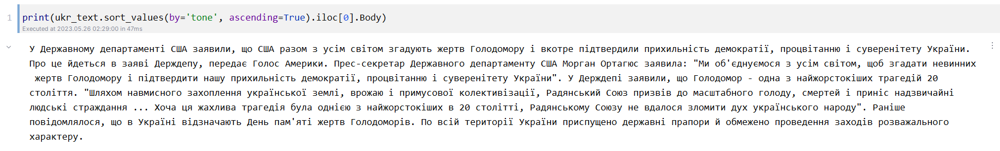 1 print(ukr_text.sort_values(by='tone', ascending=True).iloc[0].Body)
Executed at 2023.05.26 02:29:00 in 47ms
У Державному департаменті США заявили, що США разом з усім світом згадують жертв Голодомору і вкотре підтвердили прихильність демократії, процвітанню і суверенітету України.
Про це йдеться в заяві Держдепу, передає Голос Америки. Прес-секретар Державного департаменту США Морган Ортагюс заявила: "Ми об'єднуємося з усім світом, щоб згадати невинних
жертв Голодомору і підтвердити нашу прихильність демократії, процвітанню і суверенітету України". У Держдепі заявили, що Голодомор - одна з найжорстокіших трагедій 20
століття. "Шляхом навмисного захоплення української землі, врожаю і примусової колективізації, Радянський Союз призвів до масштабного голоду, смертей і приніс надзвичайні
людські страждання ... Хоча ця жахлива трагедія була однією з найжорстокіших в 20 столітті, Радянському Союзу не вдалося зломити дух українського народу". Раніше
повідомлялося, що в Україні відзначають День пам'яті жертв Голодоморів. По всій території України приспущено державні прапори й обмежено проведення заходів розважального
характеру.